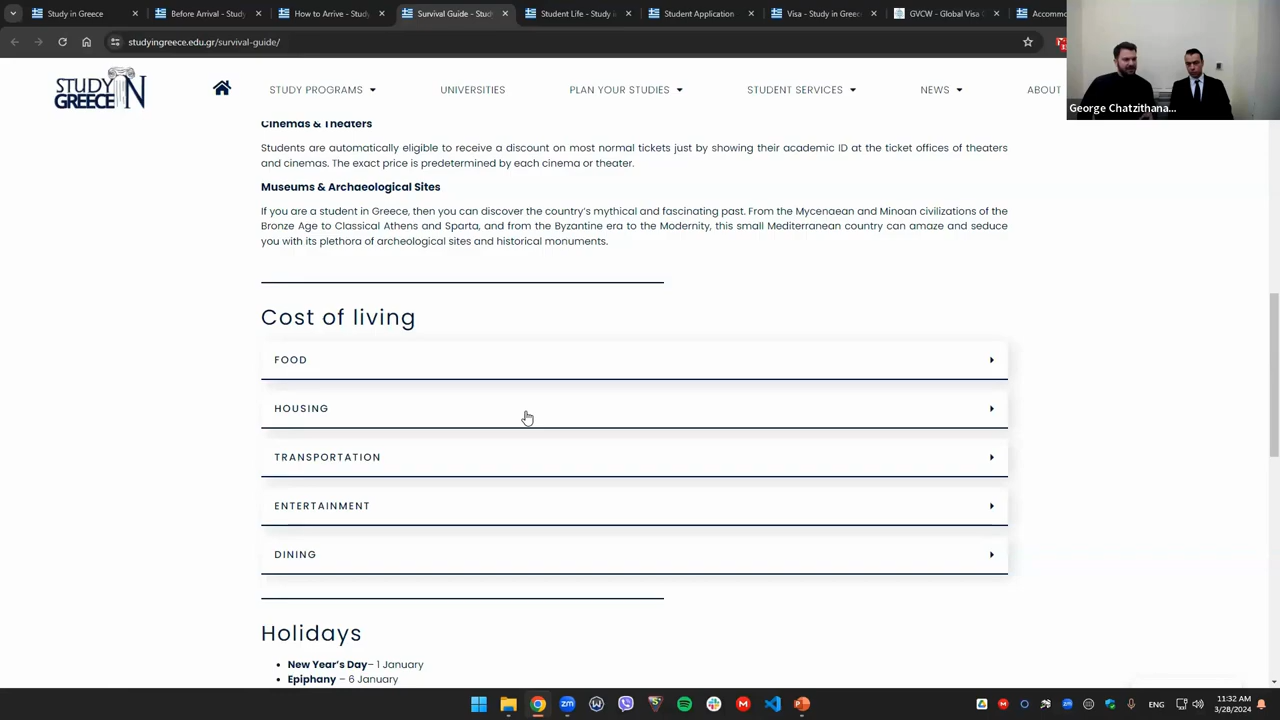 Study in Greece
Before Arrival - Study
How to Arrive - Study
Survival Guide - Stud
Student Life - Study
Student Application
Visa - Study in Greece
GVCW - Global Visa C
Accomm
studyingreece.edu.gr/survival-guide/
STUDY IN GREECE
STUDY PROGRAMS
UNIVERSITIES
PLAN YOUR STUDIES
STUDENT SERVICES
NEWS
ABOUT
George Chatzithana...
Cinemas & Theaters
Students are automatically eligible to receive a discount on most normal tickets just by showing their academic ID at the ticket offices of theaters
and cinemas. The exact price is predetermined by each cinema or theater.
Museums & Archaeological Sites
If you are a student in Greece, then you can discover the country's mythical and fascinating past. From the Mycenaean and Minoan civilizations of the
Bronze Age to Classical Athens and Sparta, and from the Byzantine era to the Modernity, this small Mediterranean country can amaze and seduce
you with its plethora of archeological sites and historical monuments.
Cost of living
FOOD
HOUSING
TRANSPORTATION
ENTERTAINMENT
DINING
Holidays
• New Year's Day– 1 January
• Epiphany – 6 January
ENG
11:32 AM
3/28/2024